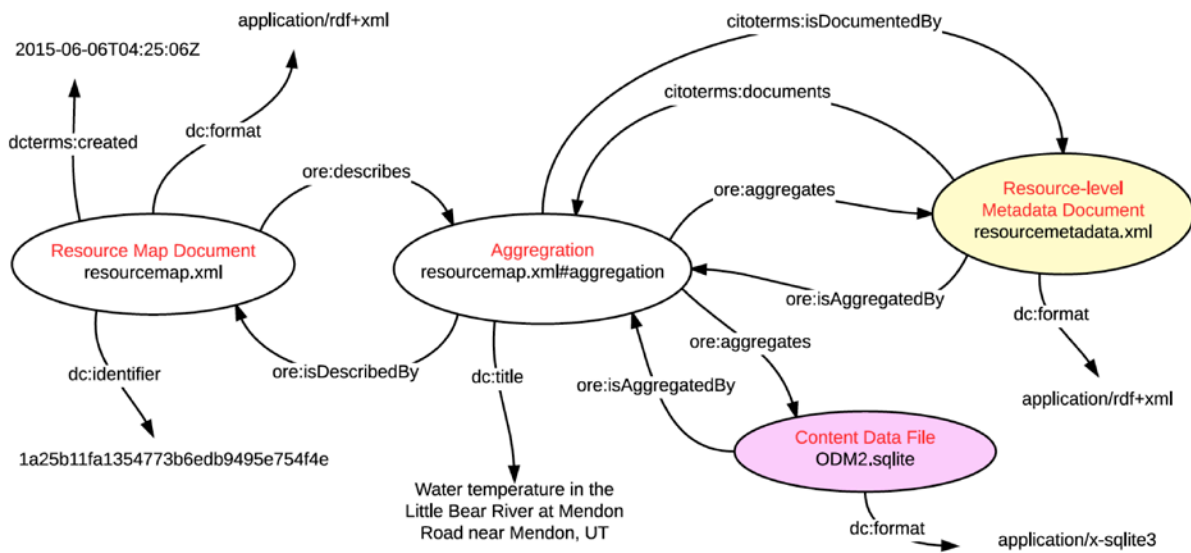 application/rdf+xml
citoterms:isDocumentedBy
2015-06-06T04:25:06Z
citoterms:documents
dc:format
dcterms:created
ore:describes
ore:aggregates
Resource-level
Metadata Document
resourcemetadata.xml
Resource Map Document
resourcemap.xml
Aggregration
resourcemap.xml#aggregation
ore:isAggregatedBy
dc:format
ore:aggregates
dc:identifier
ore:isDescribedBy
dc:title
ore:isAggregatedBy
application/rdf+xml
Content Data File
ODM2.sqlite
1a25b11fa1354773b6edb9495e754f4e
Water temperature in the
Little Bear River at Mendon
Road near Mendon, UT
dc:format
application/x-sqlite3